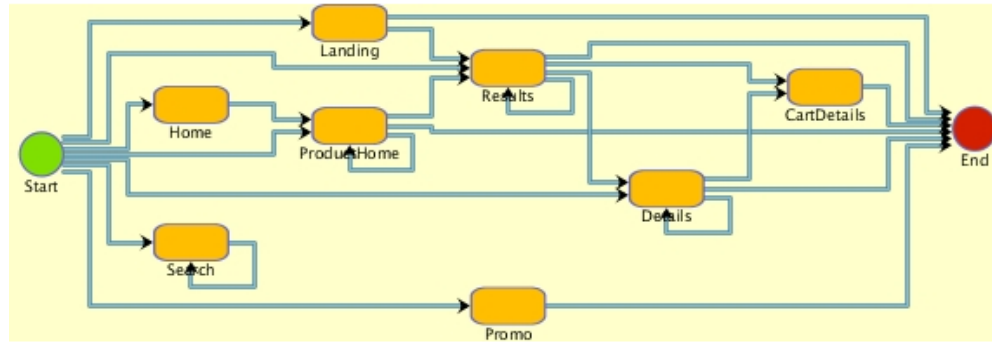 Landing
Results
CartDetails
Home
ProductHome
End
Start
Details
Search
Promo